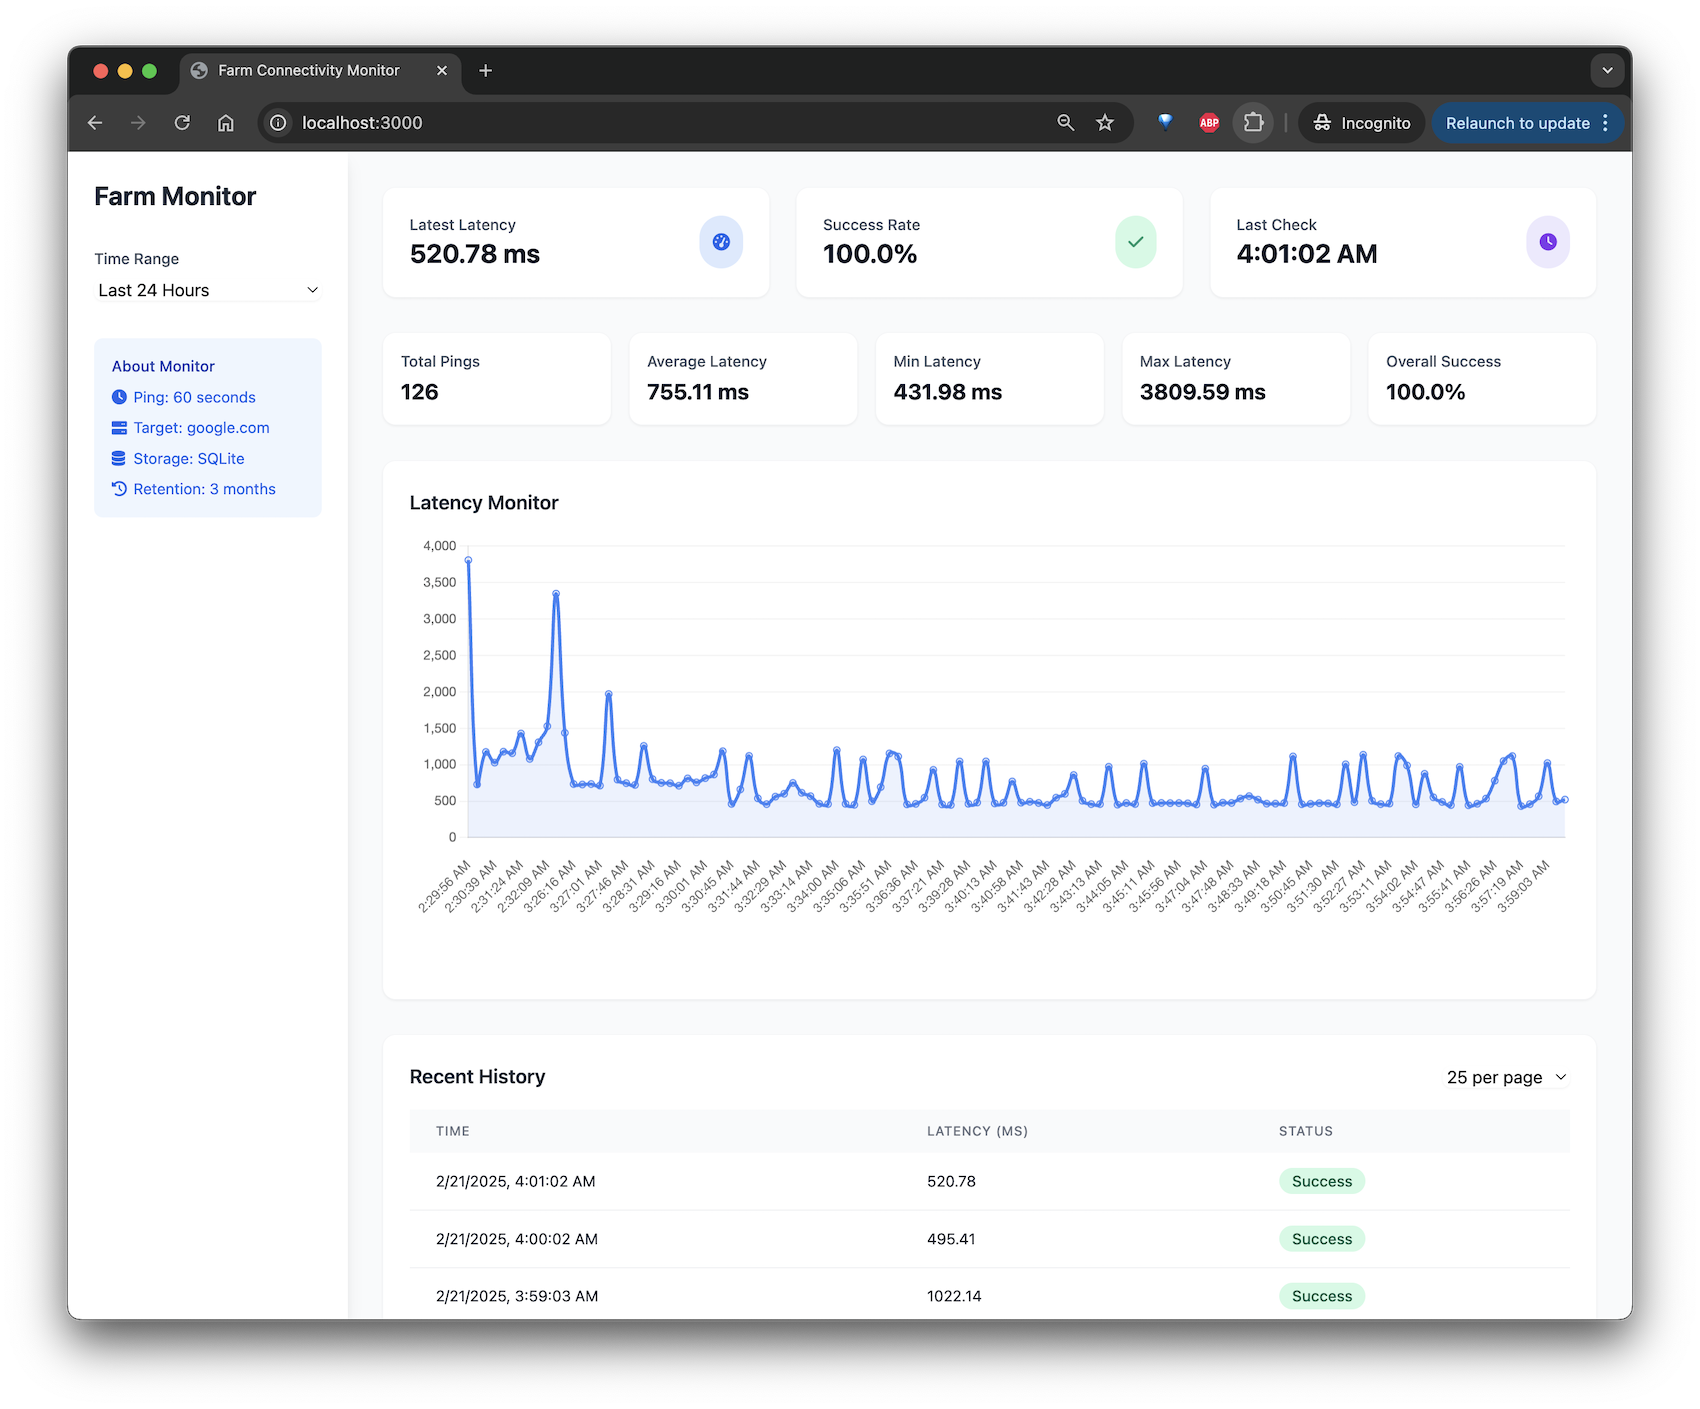 Farm Connectivity Monitor
localhost:3000
ABP
Incognito
Relaunch to update
Farm Monitor
Time Range
Last 24 Hours
About Monitor
Ping: 60 seconds
Target: google.com
Storage: SQLite
Retention: 3 months
Latest Latency
520.78 ms
Success Rate
100.0%
Last Check
4:01:02 AM
Total Pings
126
Average Latency
755.11 ms
Min Latency
431.98 ms
Max Latency
3809.59 ms
Overall Success
100.0%
Latency Monitor
4,000
3,500
3,000
2,500
2,000
1,500
1,000
500
0
2:29:56 AM
2:30:39 AM
2:31:24 AM
2:32:09 AM
3:26:16 AM
3:27:01 AM
3:27:46 AM
3:28:31 AM
3:29:16 AM
3:30:01 AM
3:30:45 AM
3:31:44 AM
3:32:29 AM
3:33:14 AM
3:34:00 AM
3:35:06 AM
3:35:51 AM
3:36:36 AM
3:37:21 AM
3:39:28 AM
3:40:13 AM
3:40:58 AM
3:41:43 AM
3:42:28 AM
3:43:13 AM
3:44:05 AM
3:45:11 AM
3:45:56 AM
3:47:04 AM
3:47:48 AM
3:48:33 AM
3:49:18 AM
3:50:45 AM
3:51:30 AM
3:52:27 AM
3:53:11 AM
3:54:02 AM
3:54:47 AM
3:55:41 AM
3:56:26 AM
3:57:19 AM
3:59:03 AM
Recent History
25 per page
TIME LATENCY (MS) STATUS
2/21/2025, 4:01:02 AM 520.78 Success
2/21/2025, 4:00:02 AM 495.41 Success
2/21/2025, 3:59:03 AM 1022.14 Success